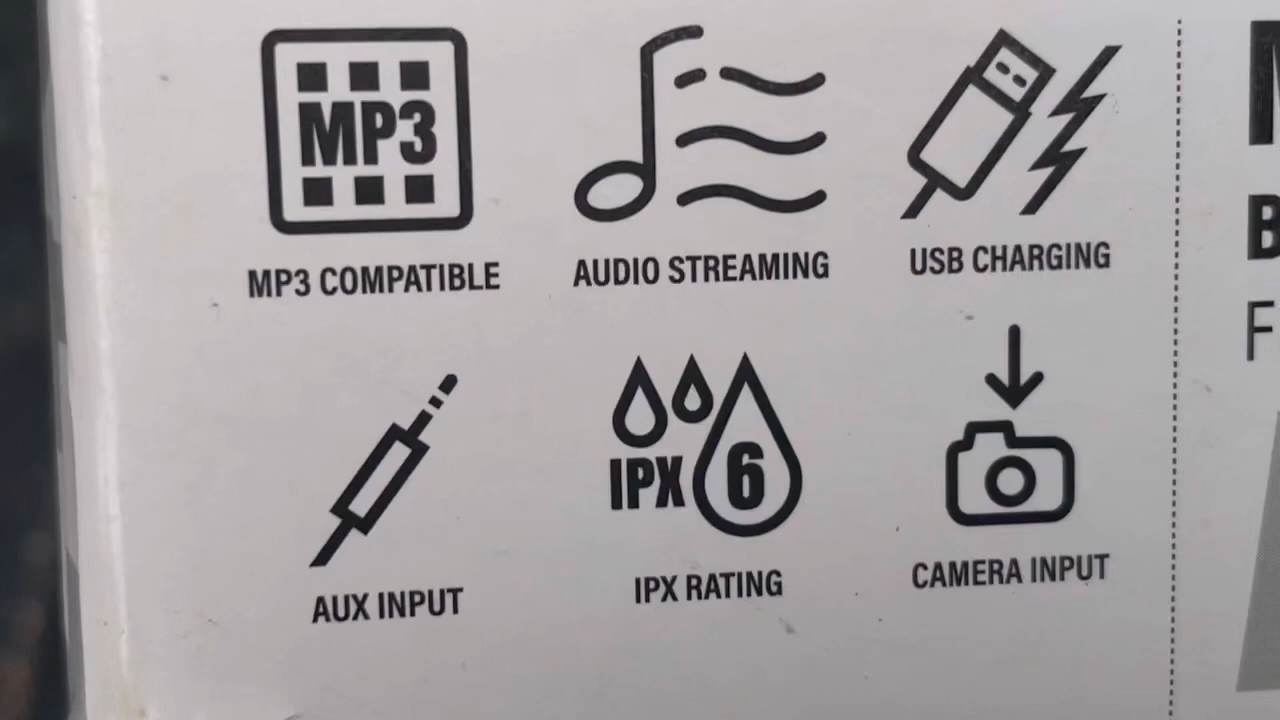 MP3
MP3 COMPATIBLE
AUDIO STREAMING
USB CHARGING
AUX INPUT
IPX 6
IPX RATING
CAMERA INPUT
B
F